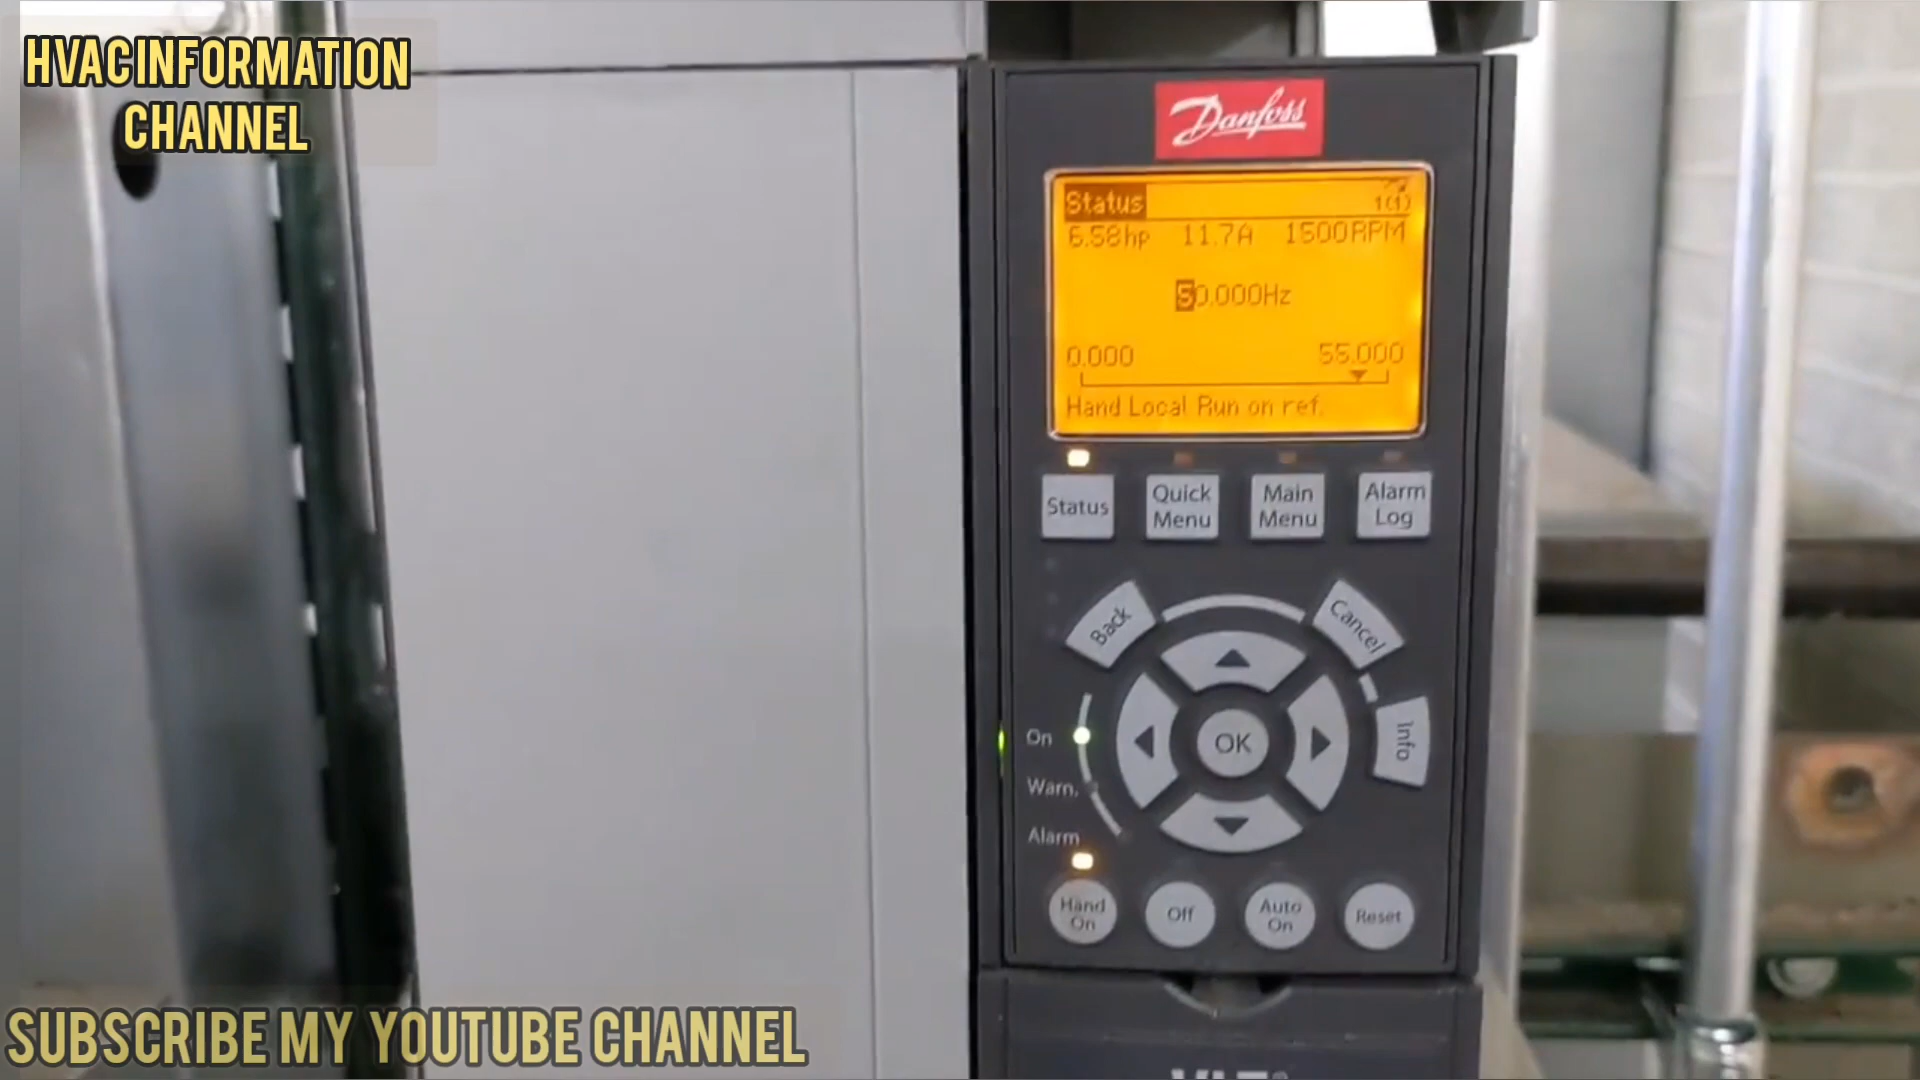 HVACINFORMATION
CHANNEL
Danfoss
Status
1(1)
6.58hp 11.7A 1500RPM
50.000Hz
0.000 55.000
Hand Local Run on ref.
Status
Quick
Menu
Main
Menu
Alarm
Log
Back
Cancel
Info
OK
On
Warn.
Alarm
Hand
On
Off
Auto
On
Reset
SUBSCRIBE MY YOUTUBE CHANNEL